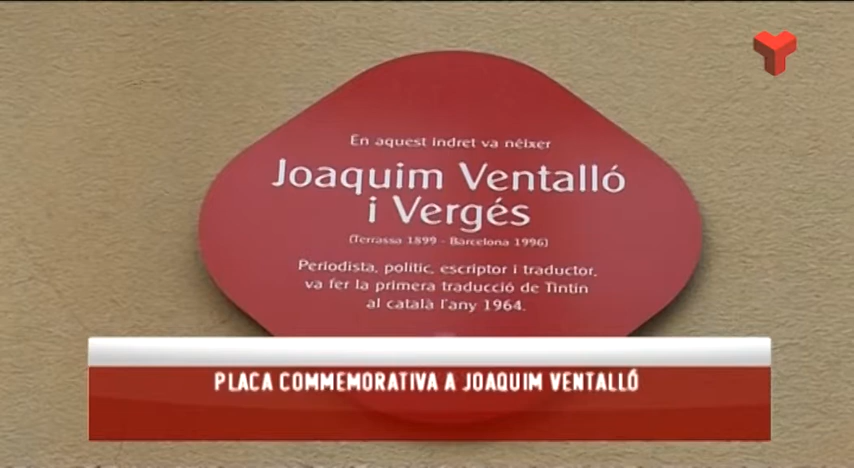 En aquest indret va néixer
Joaquim Ventalló
i Vergés
(Terrassa 1899 - Barcelona 1996)
Periodista, polític, escriptor i traductor,
va fer la primera traducció de Tintín
al català l'any 1964.
PLACA COMMEMORATIVA A JOAQUIM VENTALLÓ